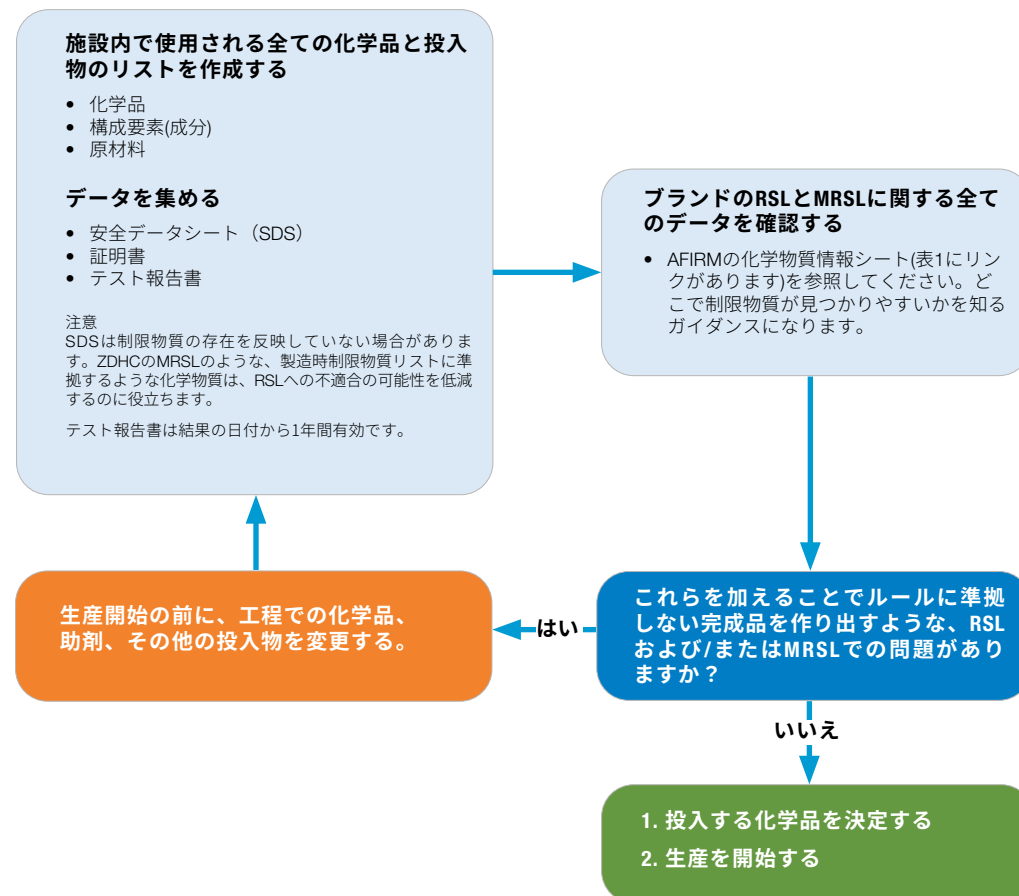 施設内で使用される全ての化学品と投入
物のリストを作成する
• 化学品
• 構成要素(成分)
• 原材料
データを集める
• 安全データシート（SDS）
• 証明書
• テスト報告書
注意
SDSは制限物質の存在を反映していない場合がありま
す。ZDHCのMRSLのような、製造時制限物質リストに準
拠するような化学物質は、RSLへの不適合の可能性を低減
するのに役立ちます。
テスト報告書は結果の日付から1年間有効です。
ブランドのRSLとMRSLに関する全て
のデータを確認する
• AFIRMの化学物質情報シート(表1にリン
クがあります)を参照してください。ど
こで制限物質が見つかりやすいかを知る
ガイダンスになります。
これらを加えることでルールに準拠
しない完成品を作り出すような、RSL
および/またはMRSLでの問題があり
ますか？
はい
生産開始の前に、工程での化学品、
助剤、その他の投入物を変更する。
いいえ
1. 投入する化学品を決定する
2. 生産を開始する